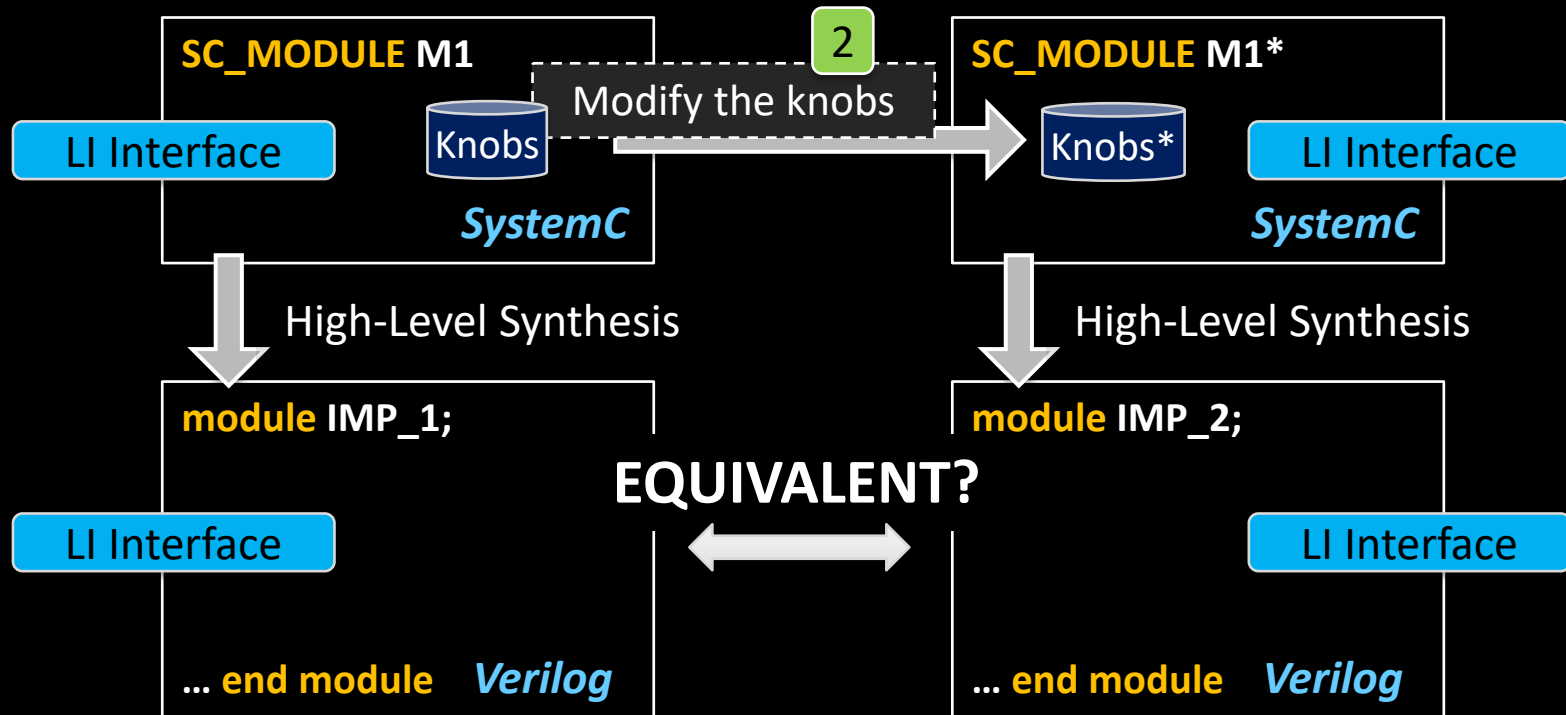 2
SC_MODULE M1
SC_MODULE M1*
Modify the knobs
LI Interface
Knobs
Knobs*
LI Interface
SystemC
SystemC
High-Level Synthesis
High-Level Synthesis
module IMP_1;
module IMP_2;
EQUIVALENT?
LI Interface
LI Interface
... end module Verilog
... end module Verilog